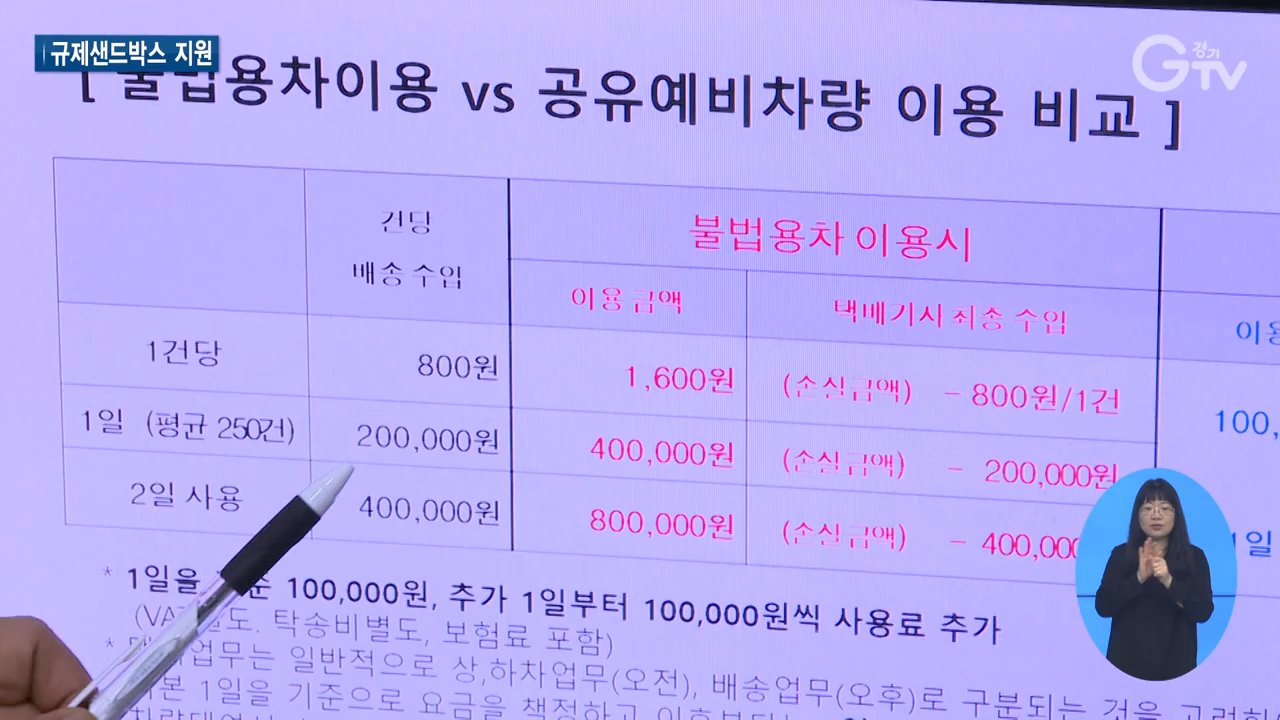 규제샌드박스 지원
경기
GTV
[ 불법용차이용 vs 공유예비차량 이용 비교 ]
건당
배송 수입
불법용차 이용시
이용 금액
택배기사 최종 수입
1건당
800원
1,600원
(손실금액) - 800원/1건
1일 (평균 250건)
200,000원
400,000원
(손실금액) - 200,000원
100,
2일 사용
400,000원
800,000원
(손실금액) - 400,000
1일
* 1일을 100,000원, 추가 1일부터 100,000원씩 사용료 추가
탁송비별도, 보험료 포함)
* 일반적으로 상,하차업무(오전), 배송업무(오후)로 구분되는 것을
1일을 기준으로 요금을 책정하고